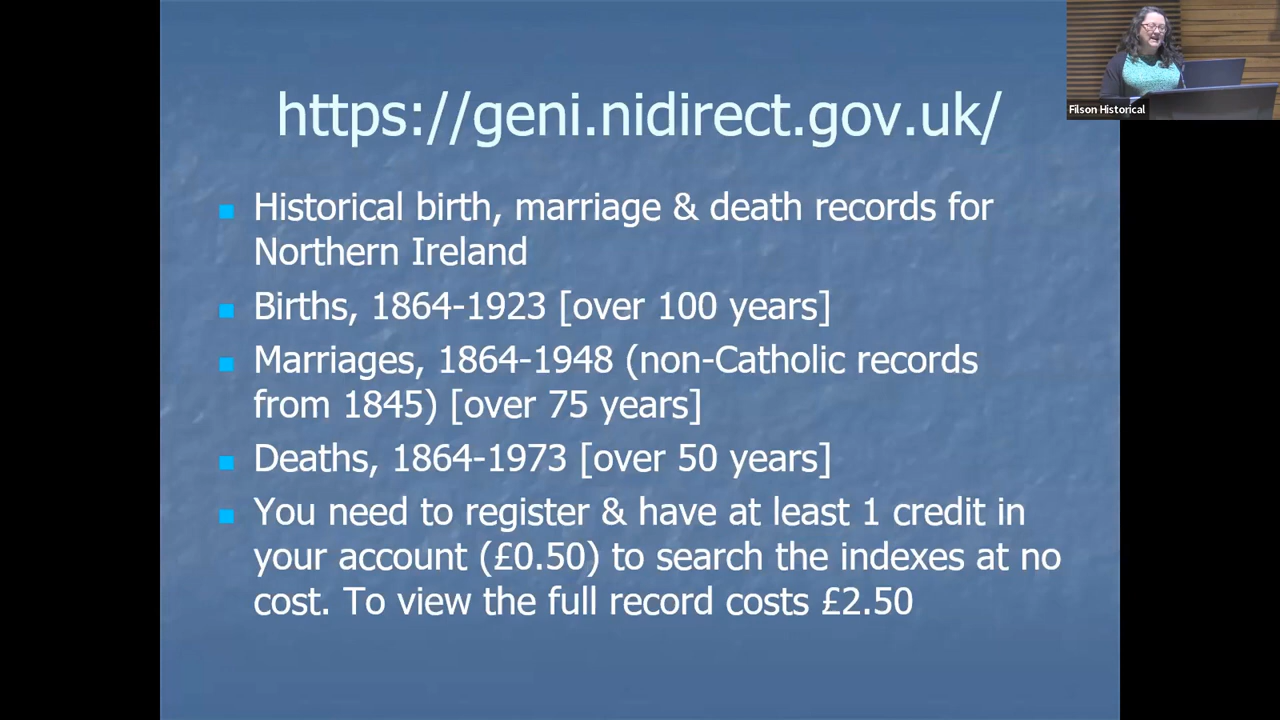 https://geni.nidirect.gov.uk/
Historical birth, marriage & death records for
Northern Ireland
Births, 1864-1923 [over 100 years]
Marriages, 1864-1948 (non-Catholic records
from 1845) [over 75 years]
Deaths, 1864-1973 [over 50 years]
You need to register & have at least 1 credit in
your account (£0.50) to search the indexes at no
cost. To view the full record costs £2.50
Filson Historical